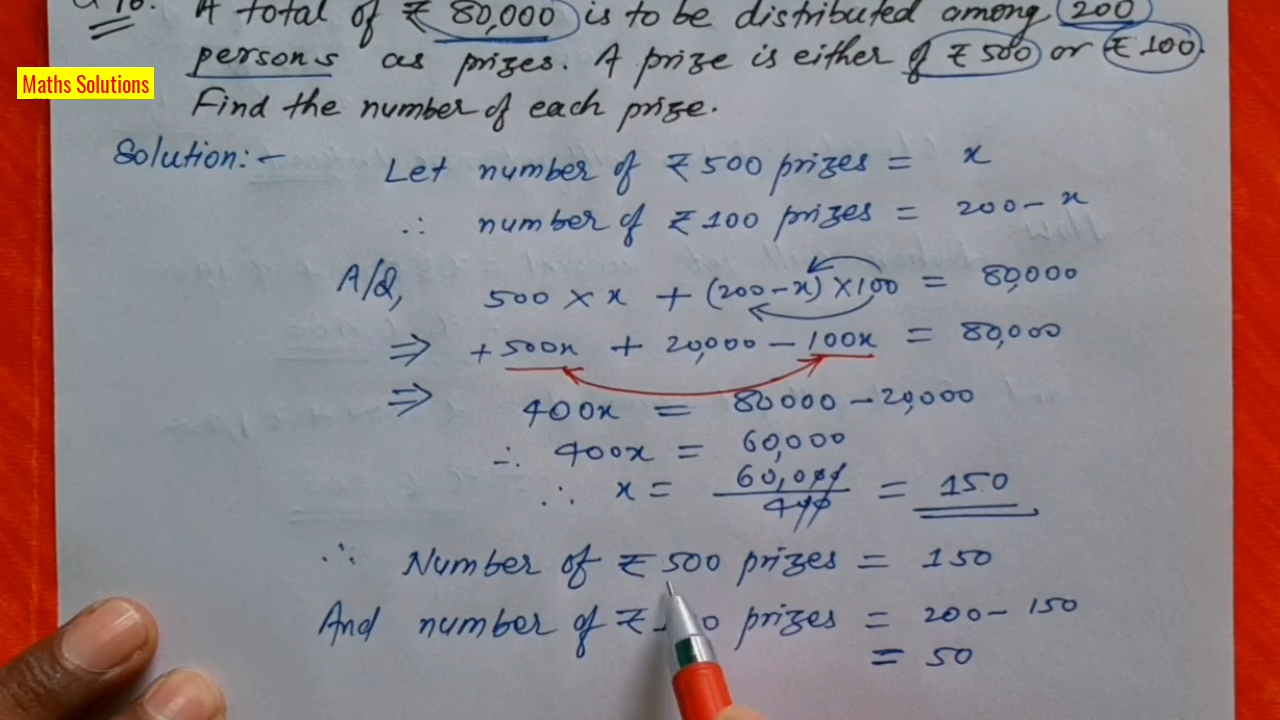 Q 18. A total of ₹ 80,000 is to be distributed among 200
persons as prizes. A prize is either of ₹ 500 or ₹ 100.
Maths Solutions
Find the number of each prize.
Solution:-
Let number of ₹ 500 prizes = x
∴ number of ₹ 100 prizes = 200 - x
A/Q, 500 × x + (200 - x) × 100 = 80,000
⇒ + 500x + 20,000 - 100x = 80,000
⇒ 400x = 80000 - 20,000
∴ 400x = 60,000
∴ x = 60,000 / 400 = 150
∴ Number of ₹ 500 prizes = 150
And number of ₹ prizes = 200 - 150
= 50